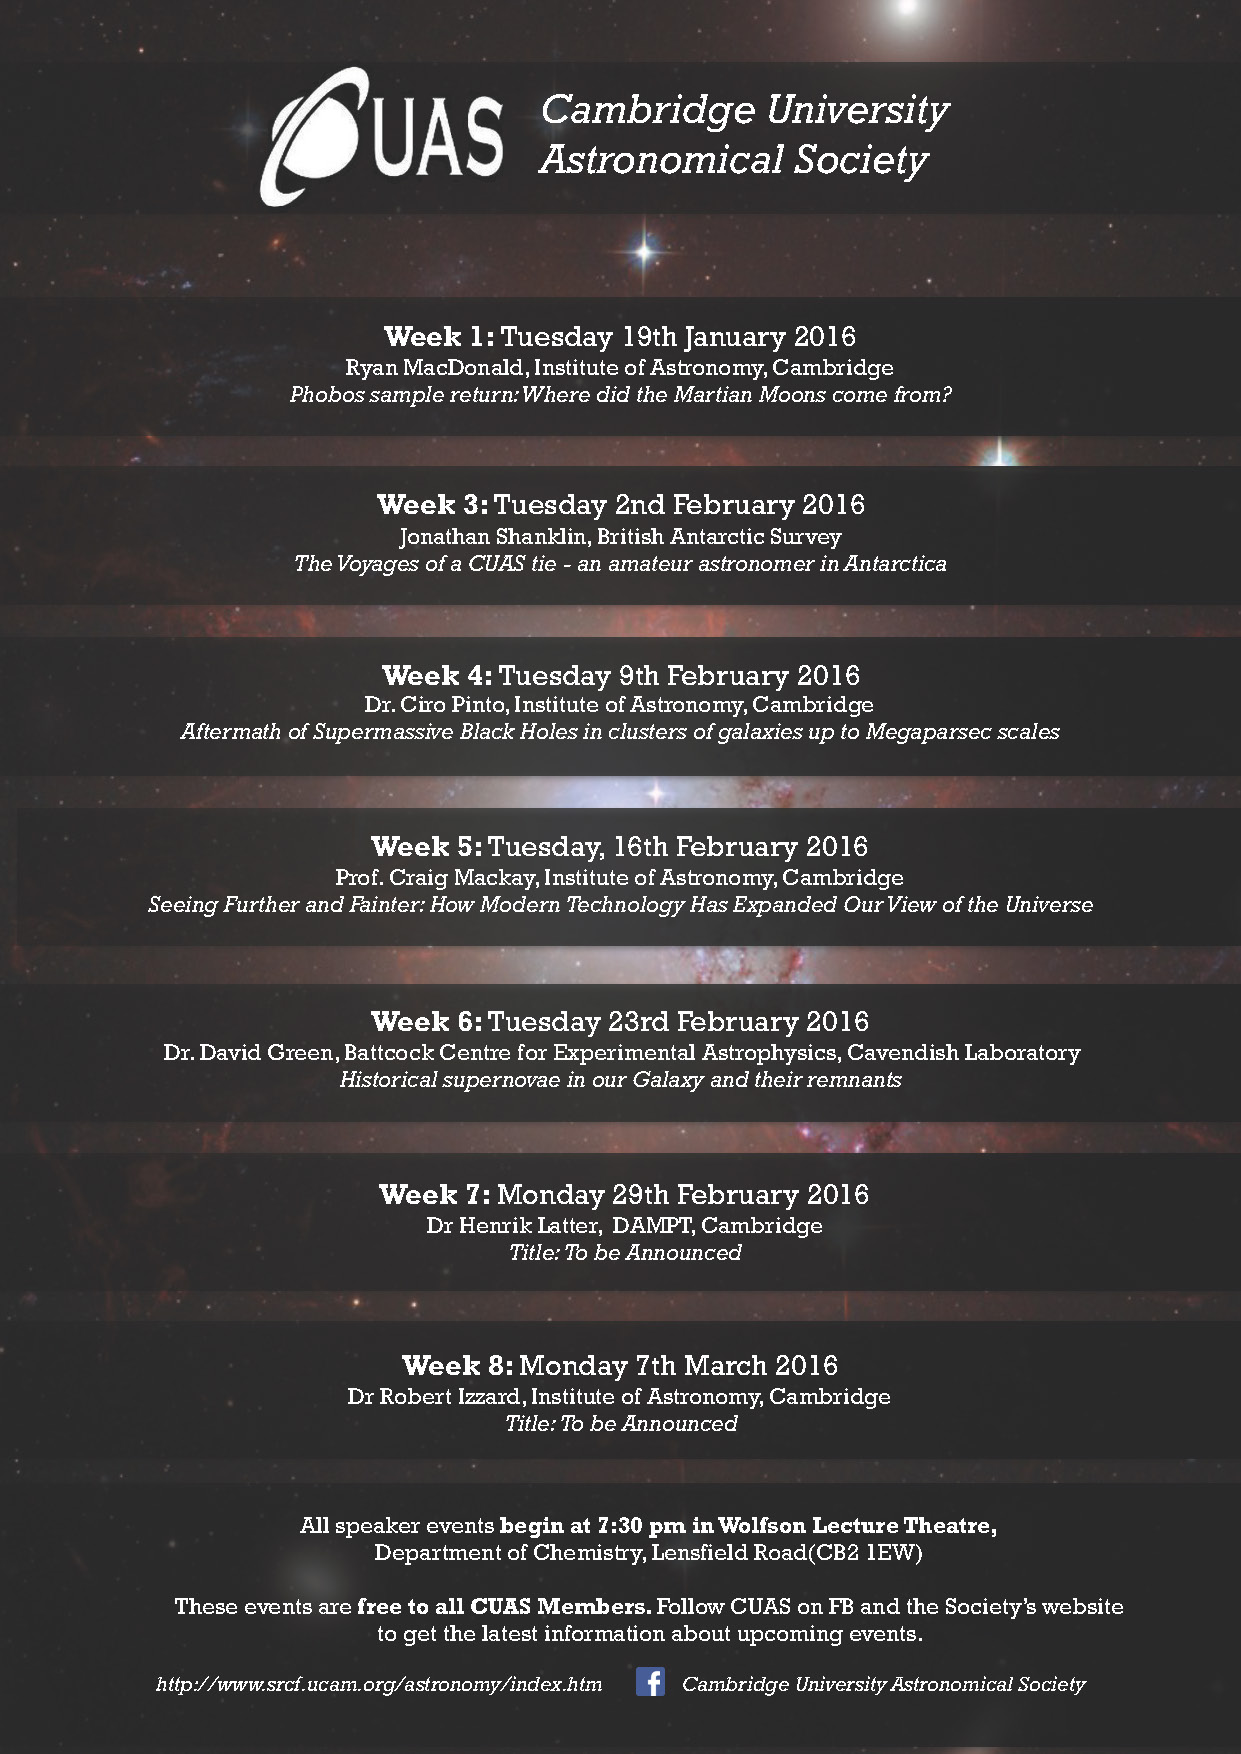 CUAS
Cambridge University
Astronomical Society
Week 1: Tuesday 19th January 2016
Ryan MacDonald, Institute of Astronomy, Cambridge
Phobos sample return: Where did the Martian Moons come from?
Week 3: Tuesday 2nd February 2016
Jonathan Shanklin, British Antarctic Survey
The Voyages of a CUAS tie - an amateur astronomer in Antarctica
Week 4: Tuesday 9th February 2016
Dr. Ciro Pinto, Institute of Astronomy, Cambridge
Aftermath of Supermassive Black Holes in clusters of galaxies up to Megaparsec scales
Week 5: Tuesday, 16th February 2016
Prof. Craig Mackay, Institute of Astronomy, Cambridge
Seeing Further and Fainter: How Modern Technology Has Expanded Our View of the Universe
Week 6: Tuesday 23rd February 2016
Dr. David Green, Battcock Centre for Experimental Astrophysics, Cavendish Laboratory
Historical supernovae in our Galaxy and their remnants
Week 7: Monday 29th February 2016
Dr Henrik Latter, DAMPT, Cambridge
Title: To be Announced
Week 8: Monday 7th March 2016
Dr Robert Izzard, Institute of Astronomy, Cambridge
Title: To be Announced
All speaker events begin at 7:30 pm in Wolfson Lecture Theatre,
Department of Chemistry, Lensfield Road(CB2 1EW)
These events are free to all CUAS Members. Follow CUAS on FB and the Society's website
to get the latest information about upcoming events.
http://www.srcf.ucam.org/astronomy/index.htm f Cambridge University Astronomical Society